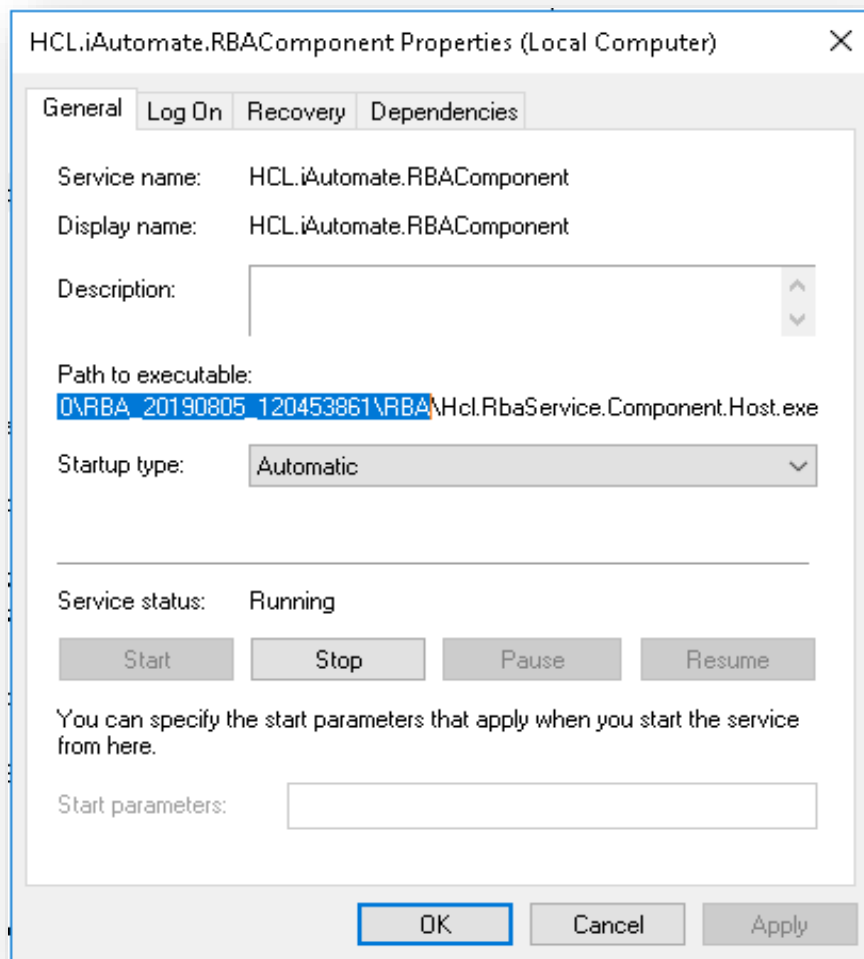 HCL.iAutomate.RBAComponent Properties (Local Computer)
General Log On Recovery Dependencies
Service name: HCL.iAutomate.RBAComponent
Display name: HCL.iAutomate.RBAComponent
Description:
Path to executable:
0\RBA_20190805_120453861\RBA\Hcl.RbaService.Component.Host.exe
Startup type: Automatic
Service status: Running
Start Stop Pause Resume
You can specify the start parameters that apply when you start the service
from here.
Start parameters:
OK Cancel Apply